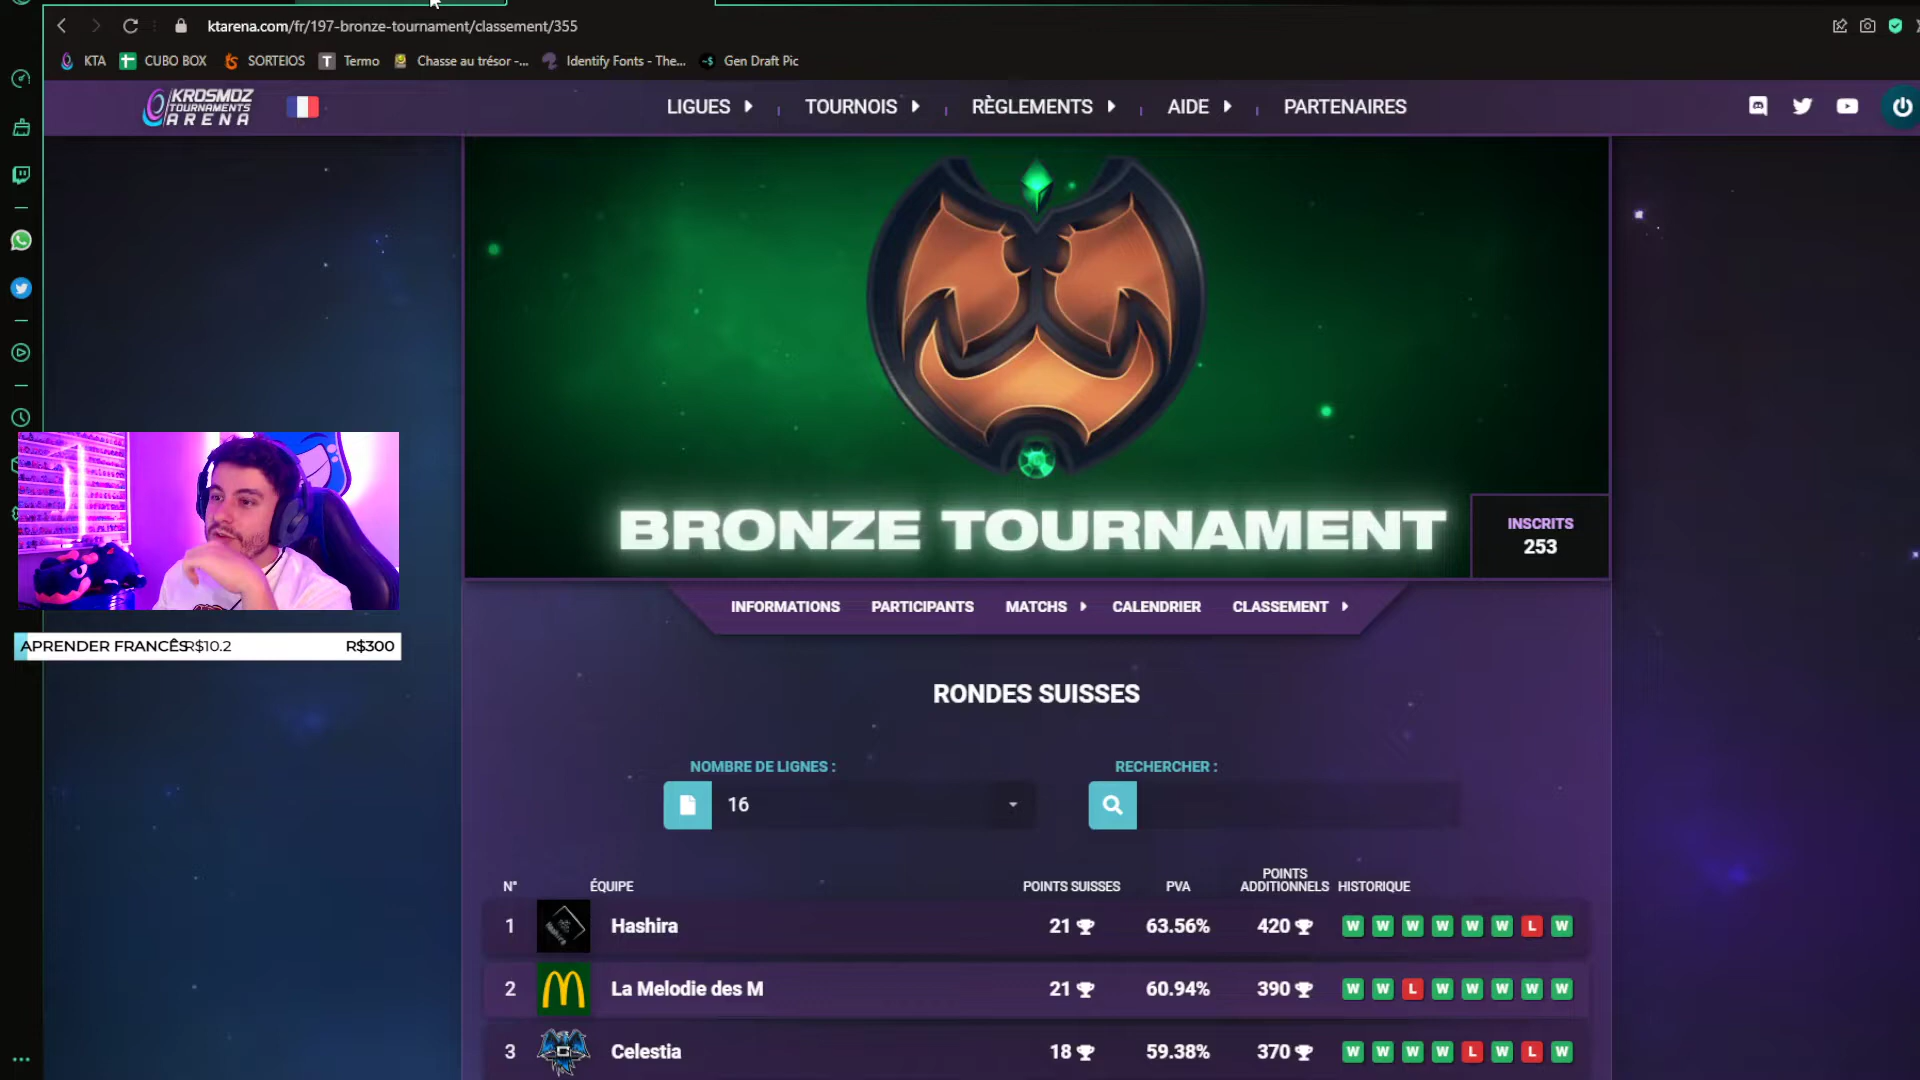 ktarena.com/fr/197-bronze-tournament/classement/355
KTA CUBO BOX SORTEIOS T Termo Chasse au trésor -... Identify Fonts - The... ~$ Gen Draft Pic
KROSMOZ
TOURNAMENTS
ARENA
LIGUES TOURNOIS RÈGLEMENTS AIDE PARTENAIRES
BRONZE TOURNAMENT
INSCRITS
253
INFORMATIONS PARTICIPANTS MATCHS CALENDRIER CLASSEMENT
APRENDER FRANCÊS R$10.2 R$300
RONDES SUISSES
NOMBRE DE LIGNES : RECHERCHER :
16
N° ÉQUIPE POINTS SUISSES PVA POINTS ADDITIONNELS HISTORIQUE
1 Hashira 21 63.56% 420 W W W W W W L W
2 La Melodie des M 21 60.94% 390 W W L W W W W W
3 Celestia 18 59.38% 370 W W W W L W L W